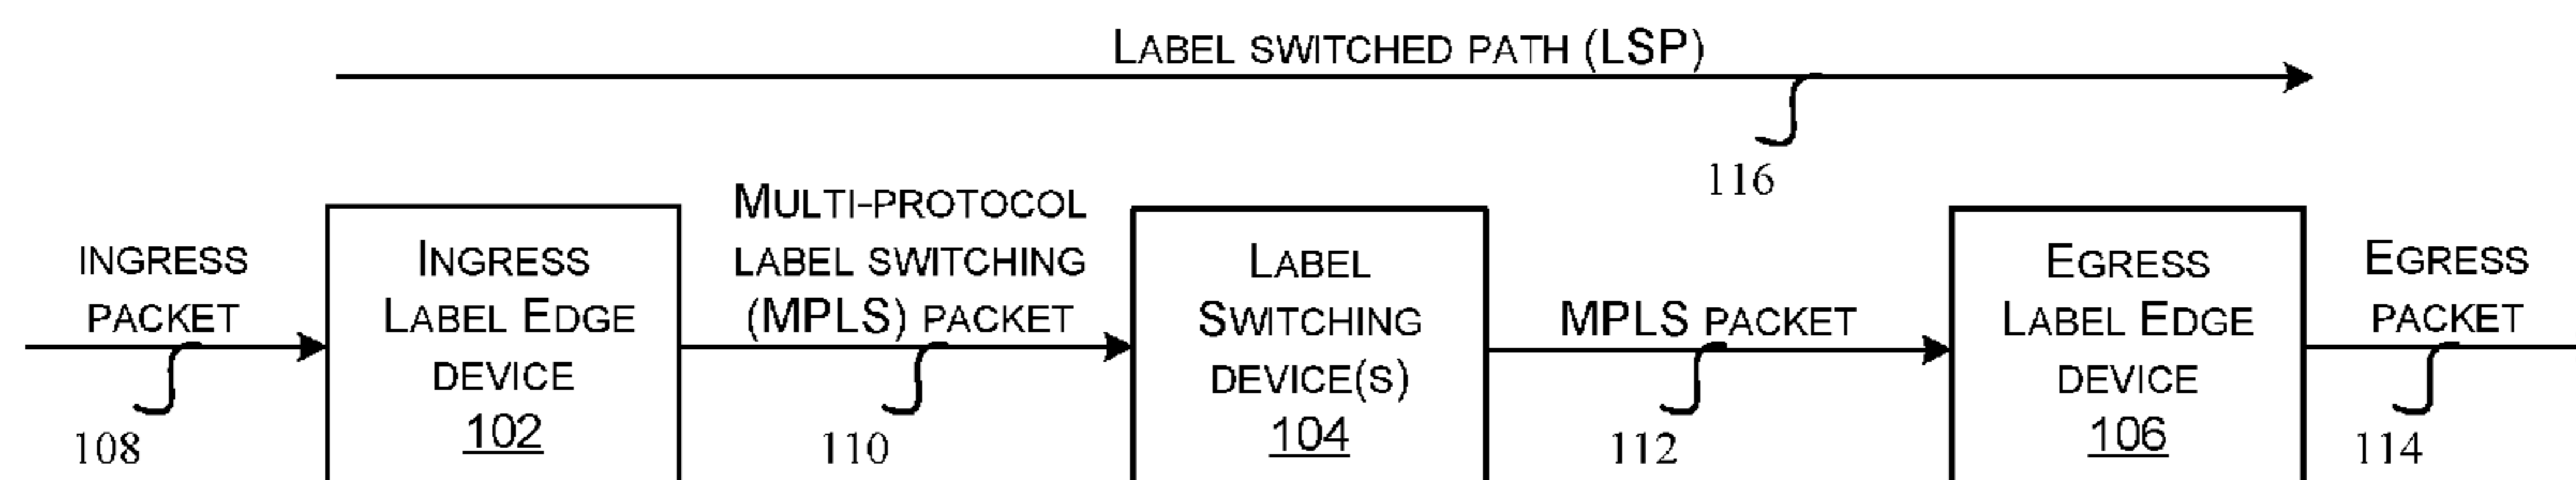 LABEL SWITCHED PATH (LSP)
116
INGRESS
PACKET
108
INGRESS
LABEL EDGE
DEVICE
102
MULTI-PROTOCOL
LABEL SWITCHING
(MPLS) PACKET
110
LABEL
SWITCHING
DEVICE(S)
104
MPLS PACKET
112
EGRESS
LABEL EDGE
DEVICE
106
EGRESS
PACKET
114